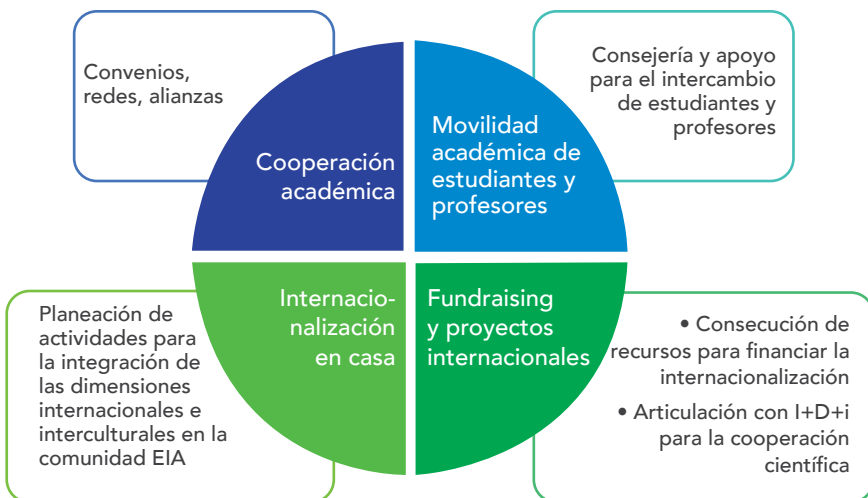 Convenios,
redes, alianzas
Cooperación
académica
Movilidad
académica de
estudiantes y
profesores
Consejería y apoyo
para el intercambio
de estudiantes y
profesores
Planeación de
actividades para
la integración de
las dimensiones
internacionales e
interculturales en la
comunidad EIA
Internacio-
nalización
en casa
Fundraising
y proyectos
internacionales
• Consecución de
recursos para financiar la
internacionalización
• Articulación con I+D+i
para la cooperación
científica